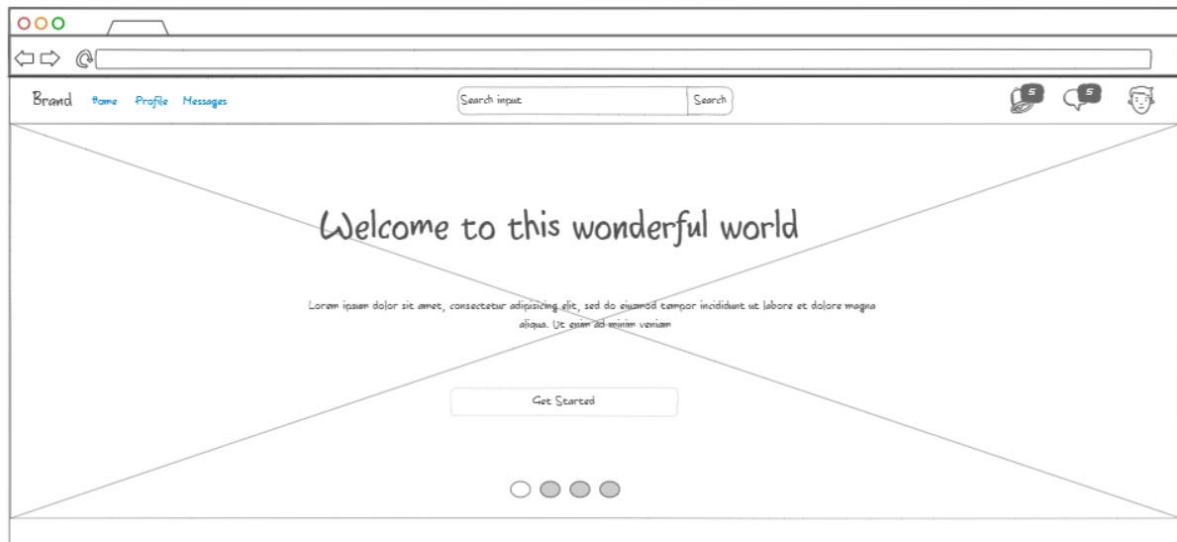 Brand Home Profile Messages Search input Search 5 5
Welcome to this wonderful world
Lorem ipsum dolor sit amet, consectetur adipisicing elit, sed do eiusmod tempor incididunt ut labore et dolore magna
aliqua. Ut enim ad minim veniam
Get Started